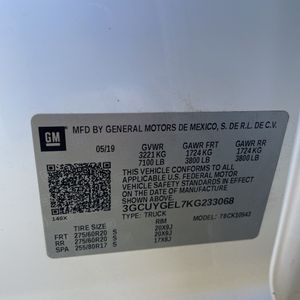 GM
MFD BY GENERAL MOTORS DE MEXICO, S. DE R.L. DE C.V.
05/19 GVWR GAWR FRT GAWR RR
3221 KG 1724 KG 1724 KG
7100 LB 3800 LB 3800 LB
THIS VEHICLE CONFORMS TO ALL APPLICABLE
U.S. FEDERAL MOTOR VEHICLE SAFETY
STANDARDS IN EFFECT ON THE
DATE OF MANUFACTURE SHOWN ABOVE.
146X
3GCUYGEL7KG233068
TYPE: TRUCK MODEL:
TIRE SIZE RIM
FRT 275/60R20 S 20X9J
RR 275/60R20 S 20X9J
SP 255/80R17 S 17X8J